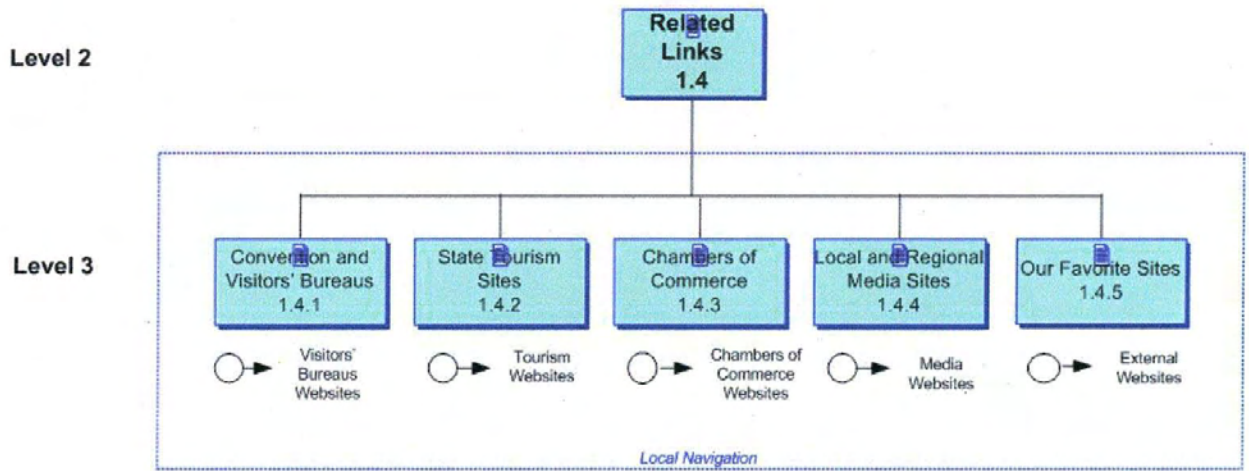 Level 2
Related
Links
1.4
Level 3
Convention and
Visitors' Bureaus
1.4.1
State Tourism
Sites
1.4.2
Chambers of
Commerce
1.4.3
Local and Regional
Media Sites
1.4.4
Our Favorite Sites
1.4.5
Visitors'
Bureaus
Websites
Tourism
Websites
Chambers of
Commerce
Websites
Media
Websites
External
Websites
Local Navigation